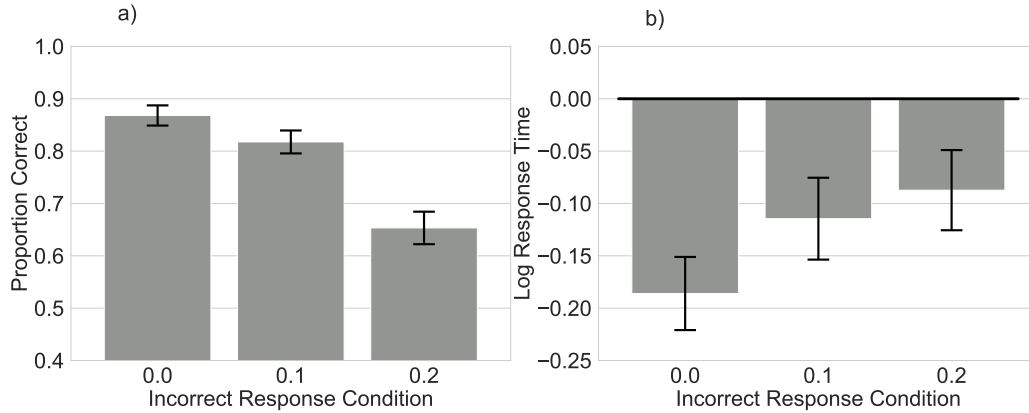 a)
1.0
0.9
0.8
0.7
0.6
0.5
0.4
Proportion Correct
0.0 0.1 0.2
Incorrect Response Condition
b)
0.05
0.00
−0.05
−0.10
−0.15
−0.20
−0.25
Log Response Time
0.0 0.1 0.2
Incorrect Response Condition